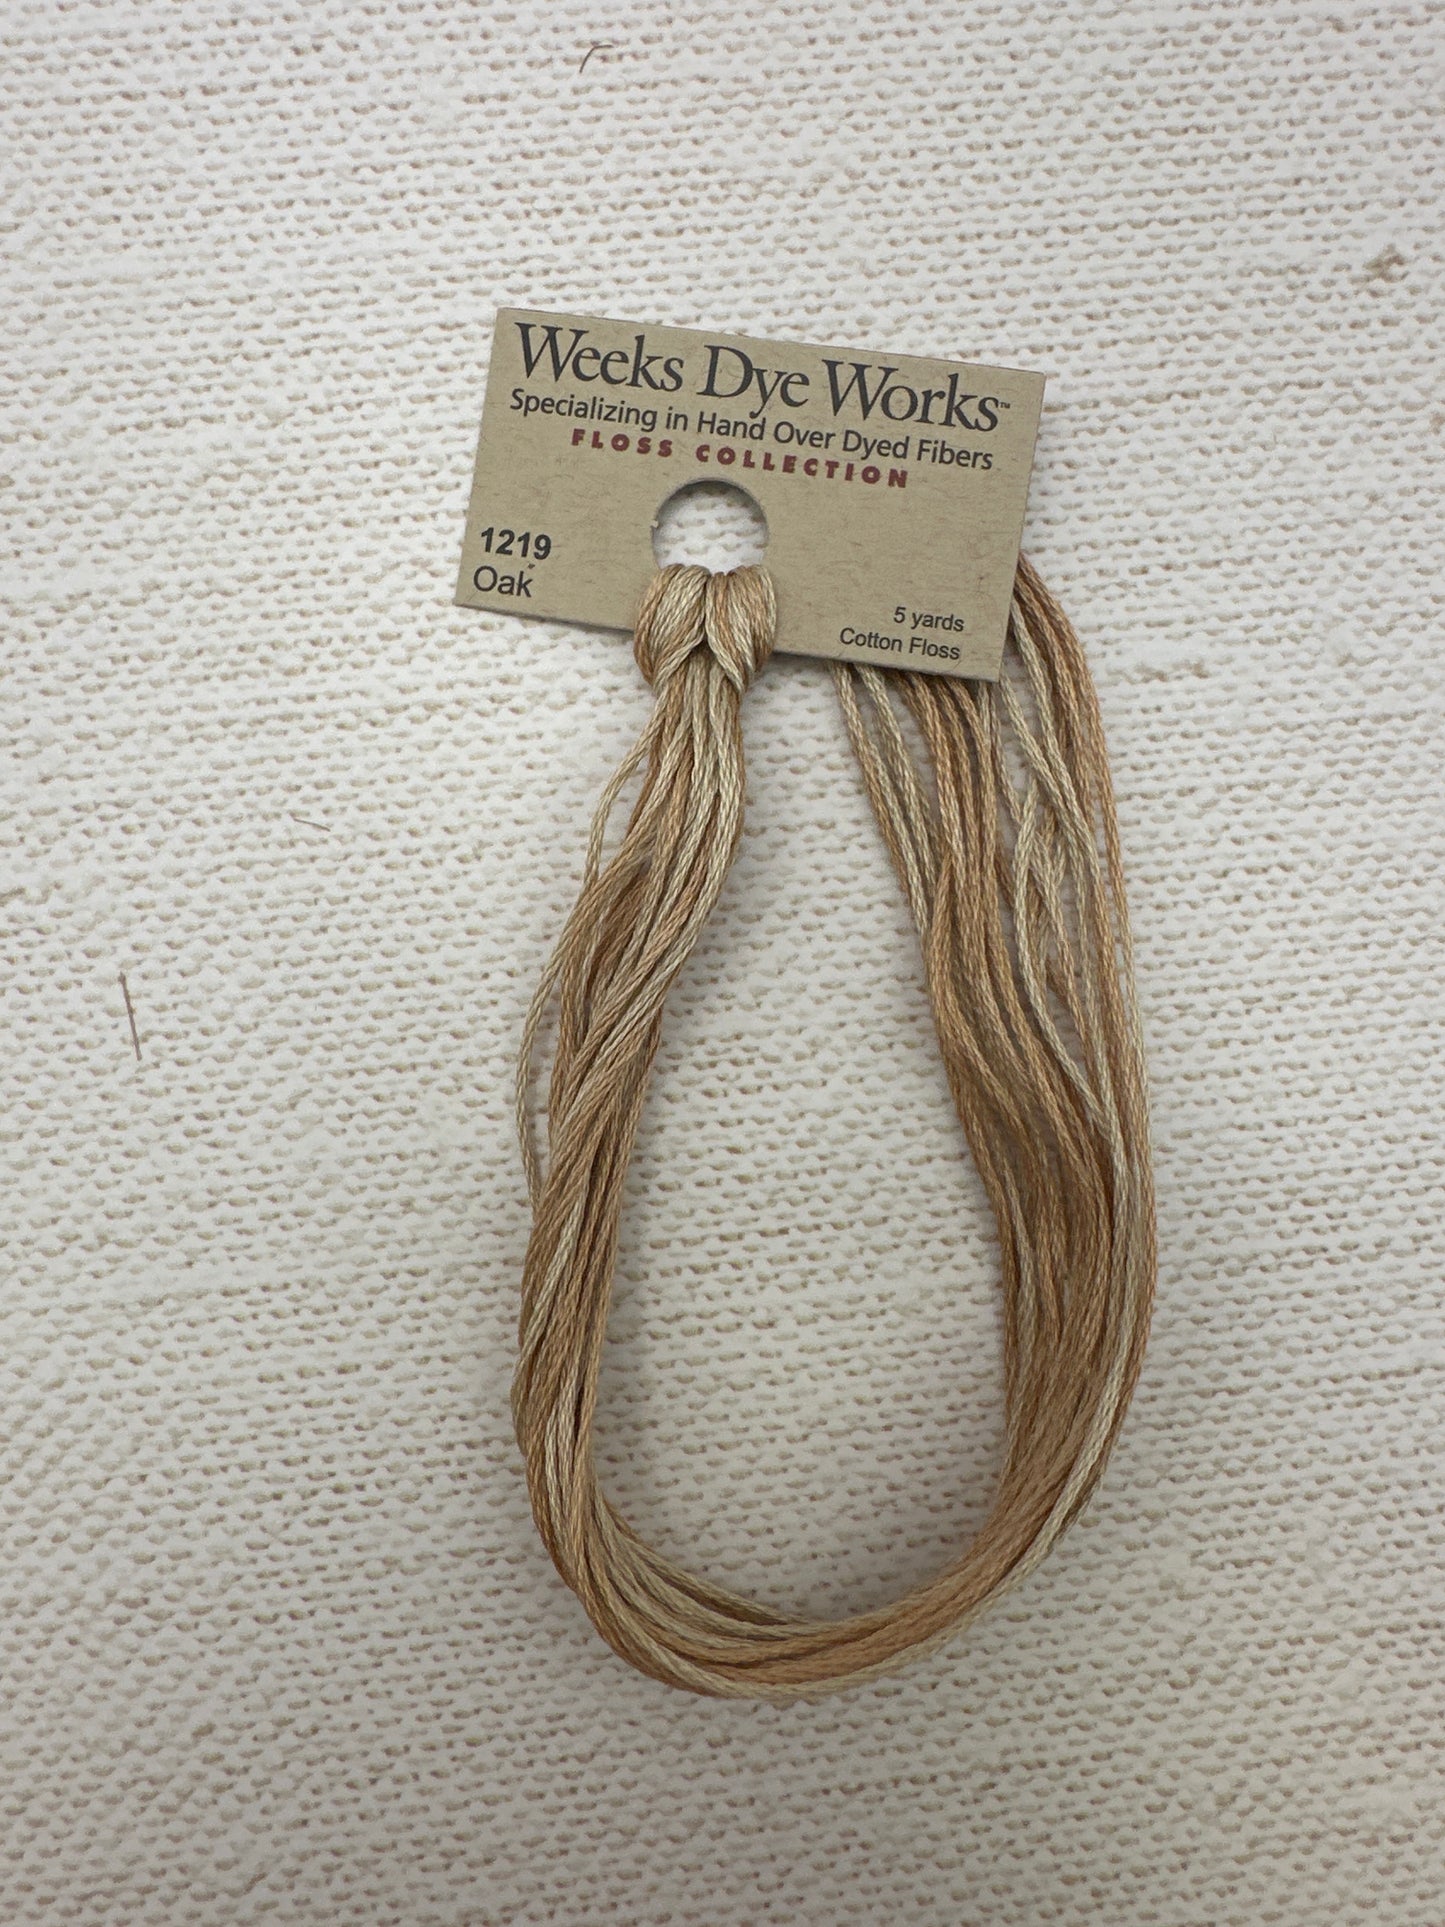 Weeks Dye Works™
Specializing in Hand Over Dyed Fibers
FLOSS COLLECTION
1219
Oak
5 yards
Cotton Floss